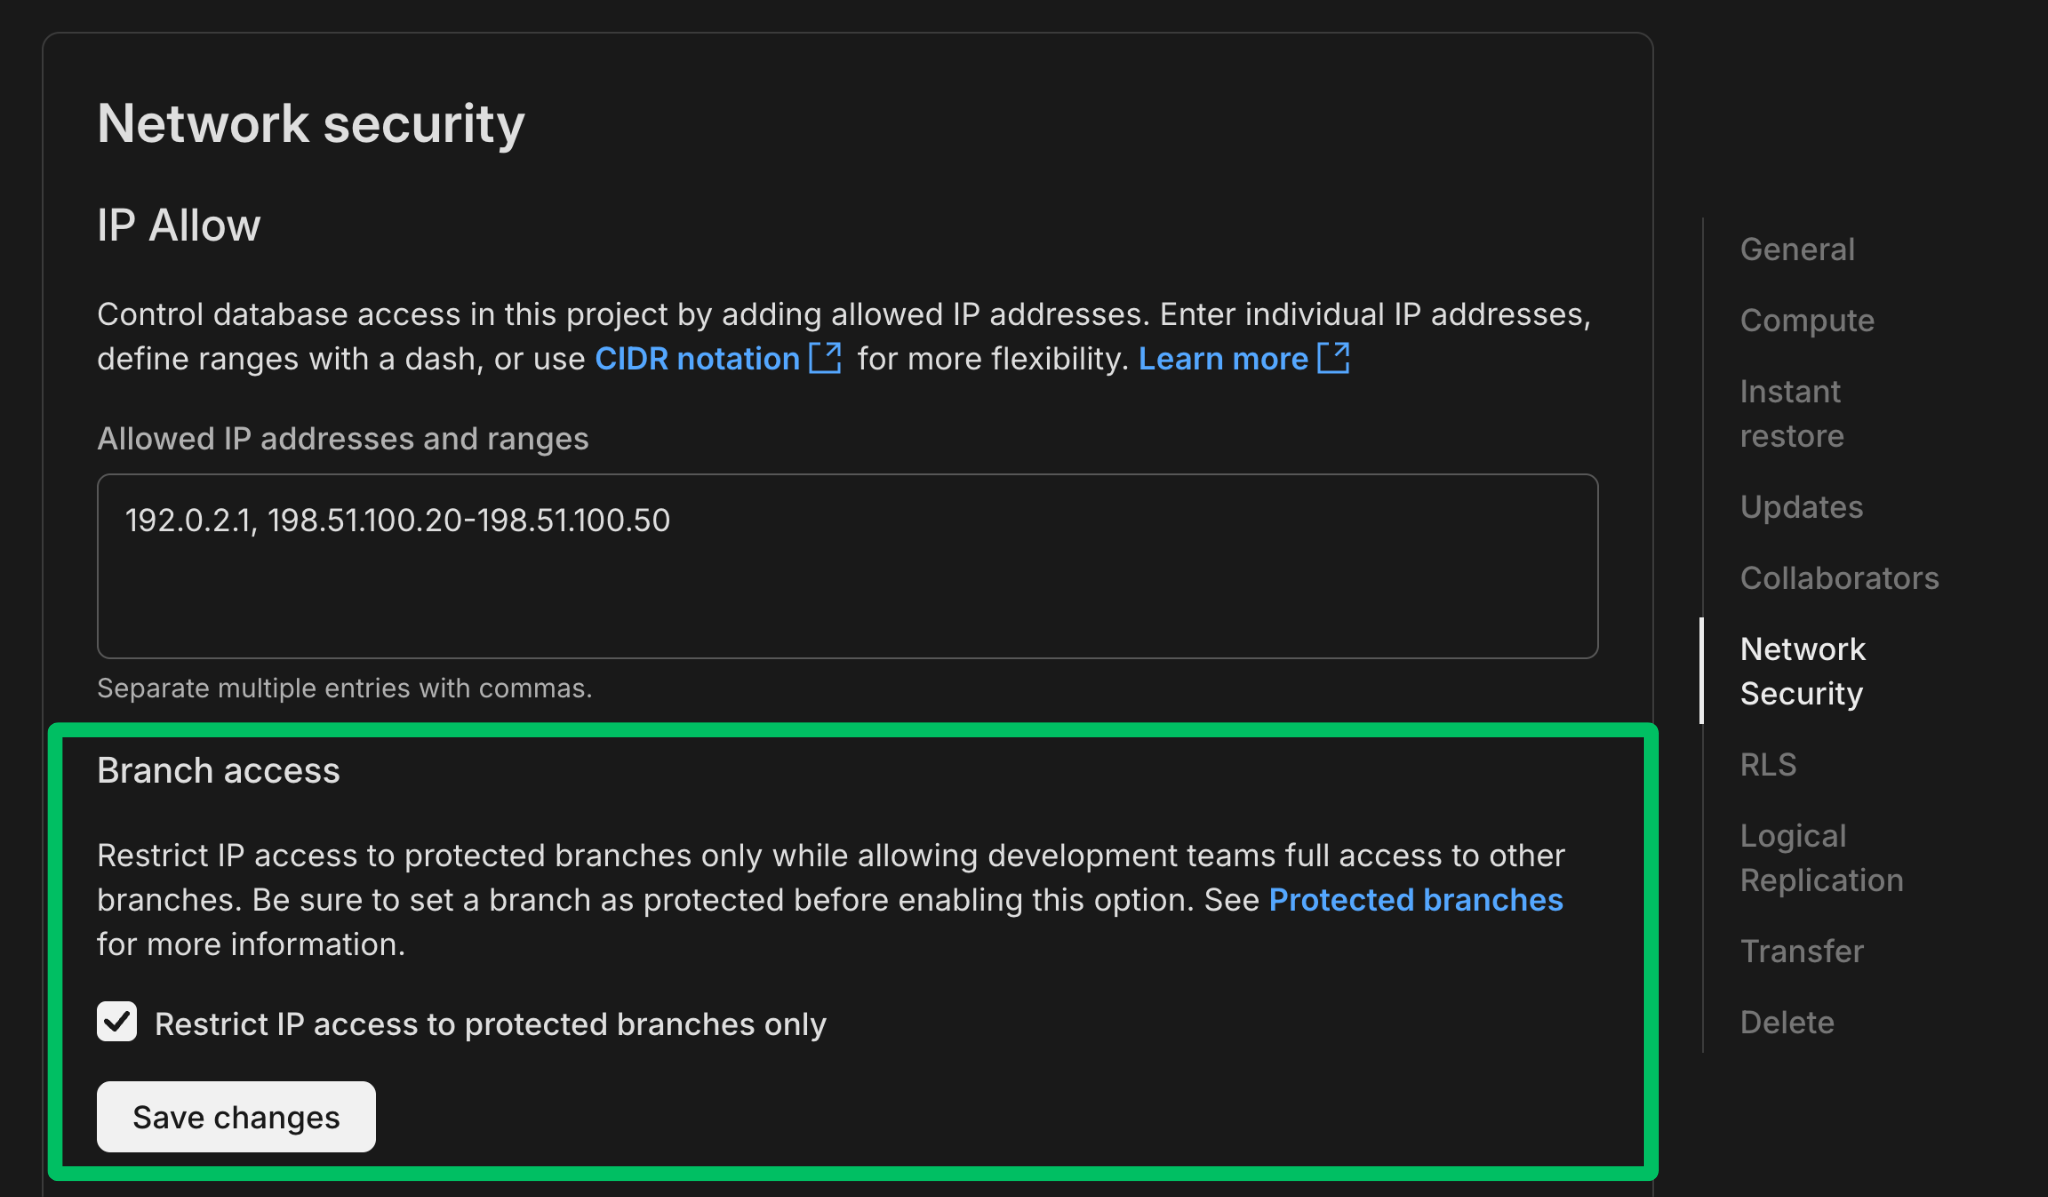 Network security
IP Allow
Control database access in this project by adding allowed IP addresses. Enter individual IP addresses,
define ranges with a dash, or use CIDR notation for more flexibility. Learn more
Allowed IP addresses and ranges
192.0.2.1, 198.51.100.20-198.51.100.50
Separate multiple entries with commas.
Branch access
Restrict IP access to protected branches only while allowing development teams full access to other
branches. Be sure to set a branch as protected before enabling this option. See Protected branches
for more information.
Restrict IP access to protected branches only
Save changes
General
Compute
Instant
restore
Updates
Collaborators
Network
Security
RLS
Logical
Replication
Transfer
Delete